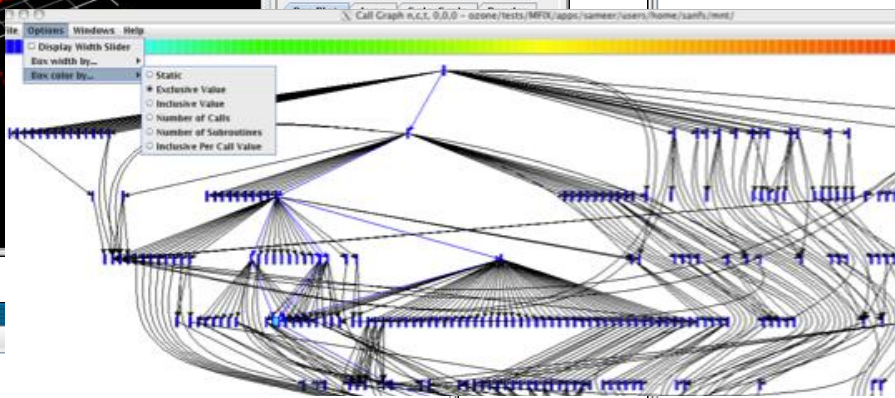 Call Graph n,c,t, 0,0,0 - ozone/tests/MFIX/apps/sameer/users/home/sanfs/mnt/
File Options Windows Help
Display Width Slider
Box width by...
Box color by...
Static
Exclusive Value
Inclusive Value
Number of Calls
Number of Subroutines
Inclusive Per Call Value